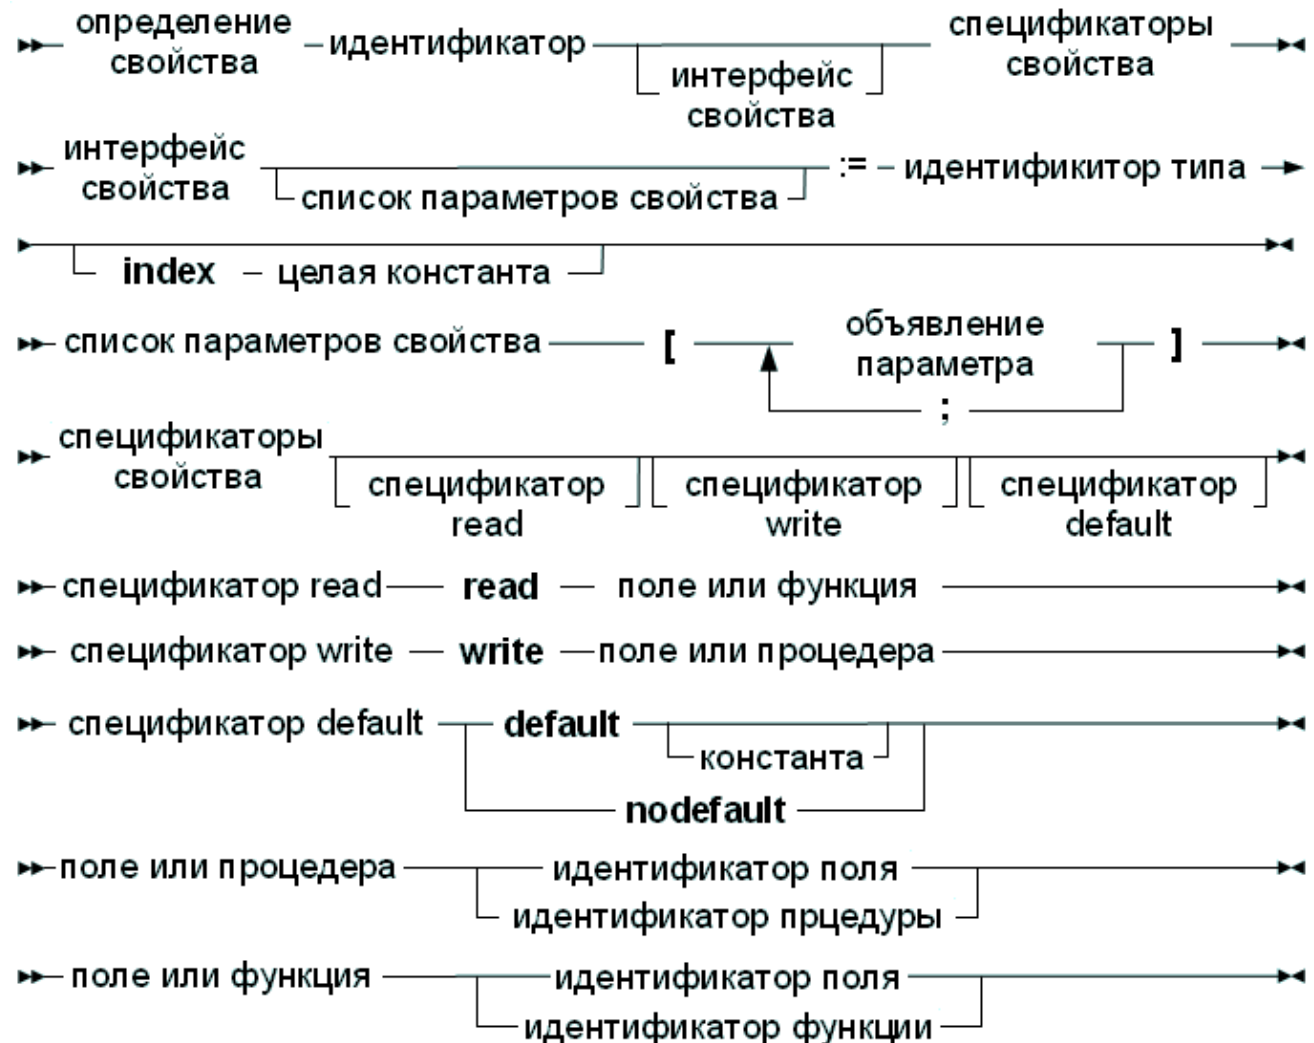 определение
свойства
идентификатор
спецификаторы
свойства
интерфейс
свойства
интерфейс
свойства
список параметров свойства
:=
идентификитор типа
index
целая константа
список параметров свойства
[
объявление
параметра
]
;
спецификаторы
свойства
спецификатор
read
спецификатор
write
спецификатор
default
спецификатор read
read
поле или функция
спецификатор write
write
поле или процедера
спецификатор default
default
константа
nodefault
поле или процедера
идентификатор поля
идентификатор прцедуры
поле или функция
идентификатор поля
идентификатор функции